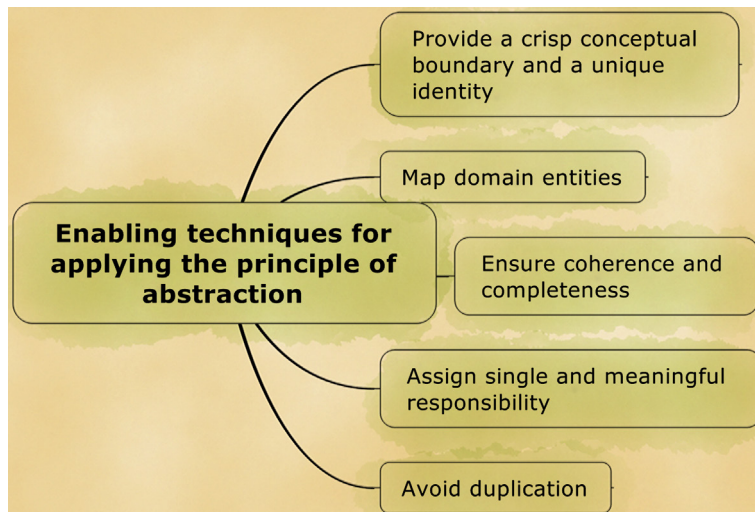 Provide a crisp conceptual
boundary and a unique
identity
Map domain entities
Enabling techniques for
applying the principle of
abstraction
Ensure coherence and
completeness
Assign single and meaningful
responsibility
Avoid duplication